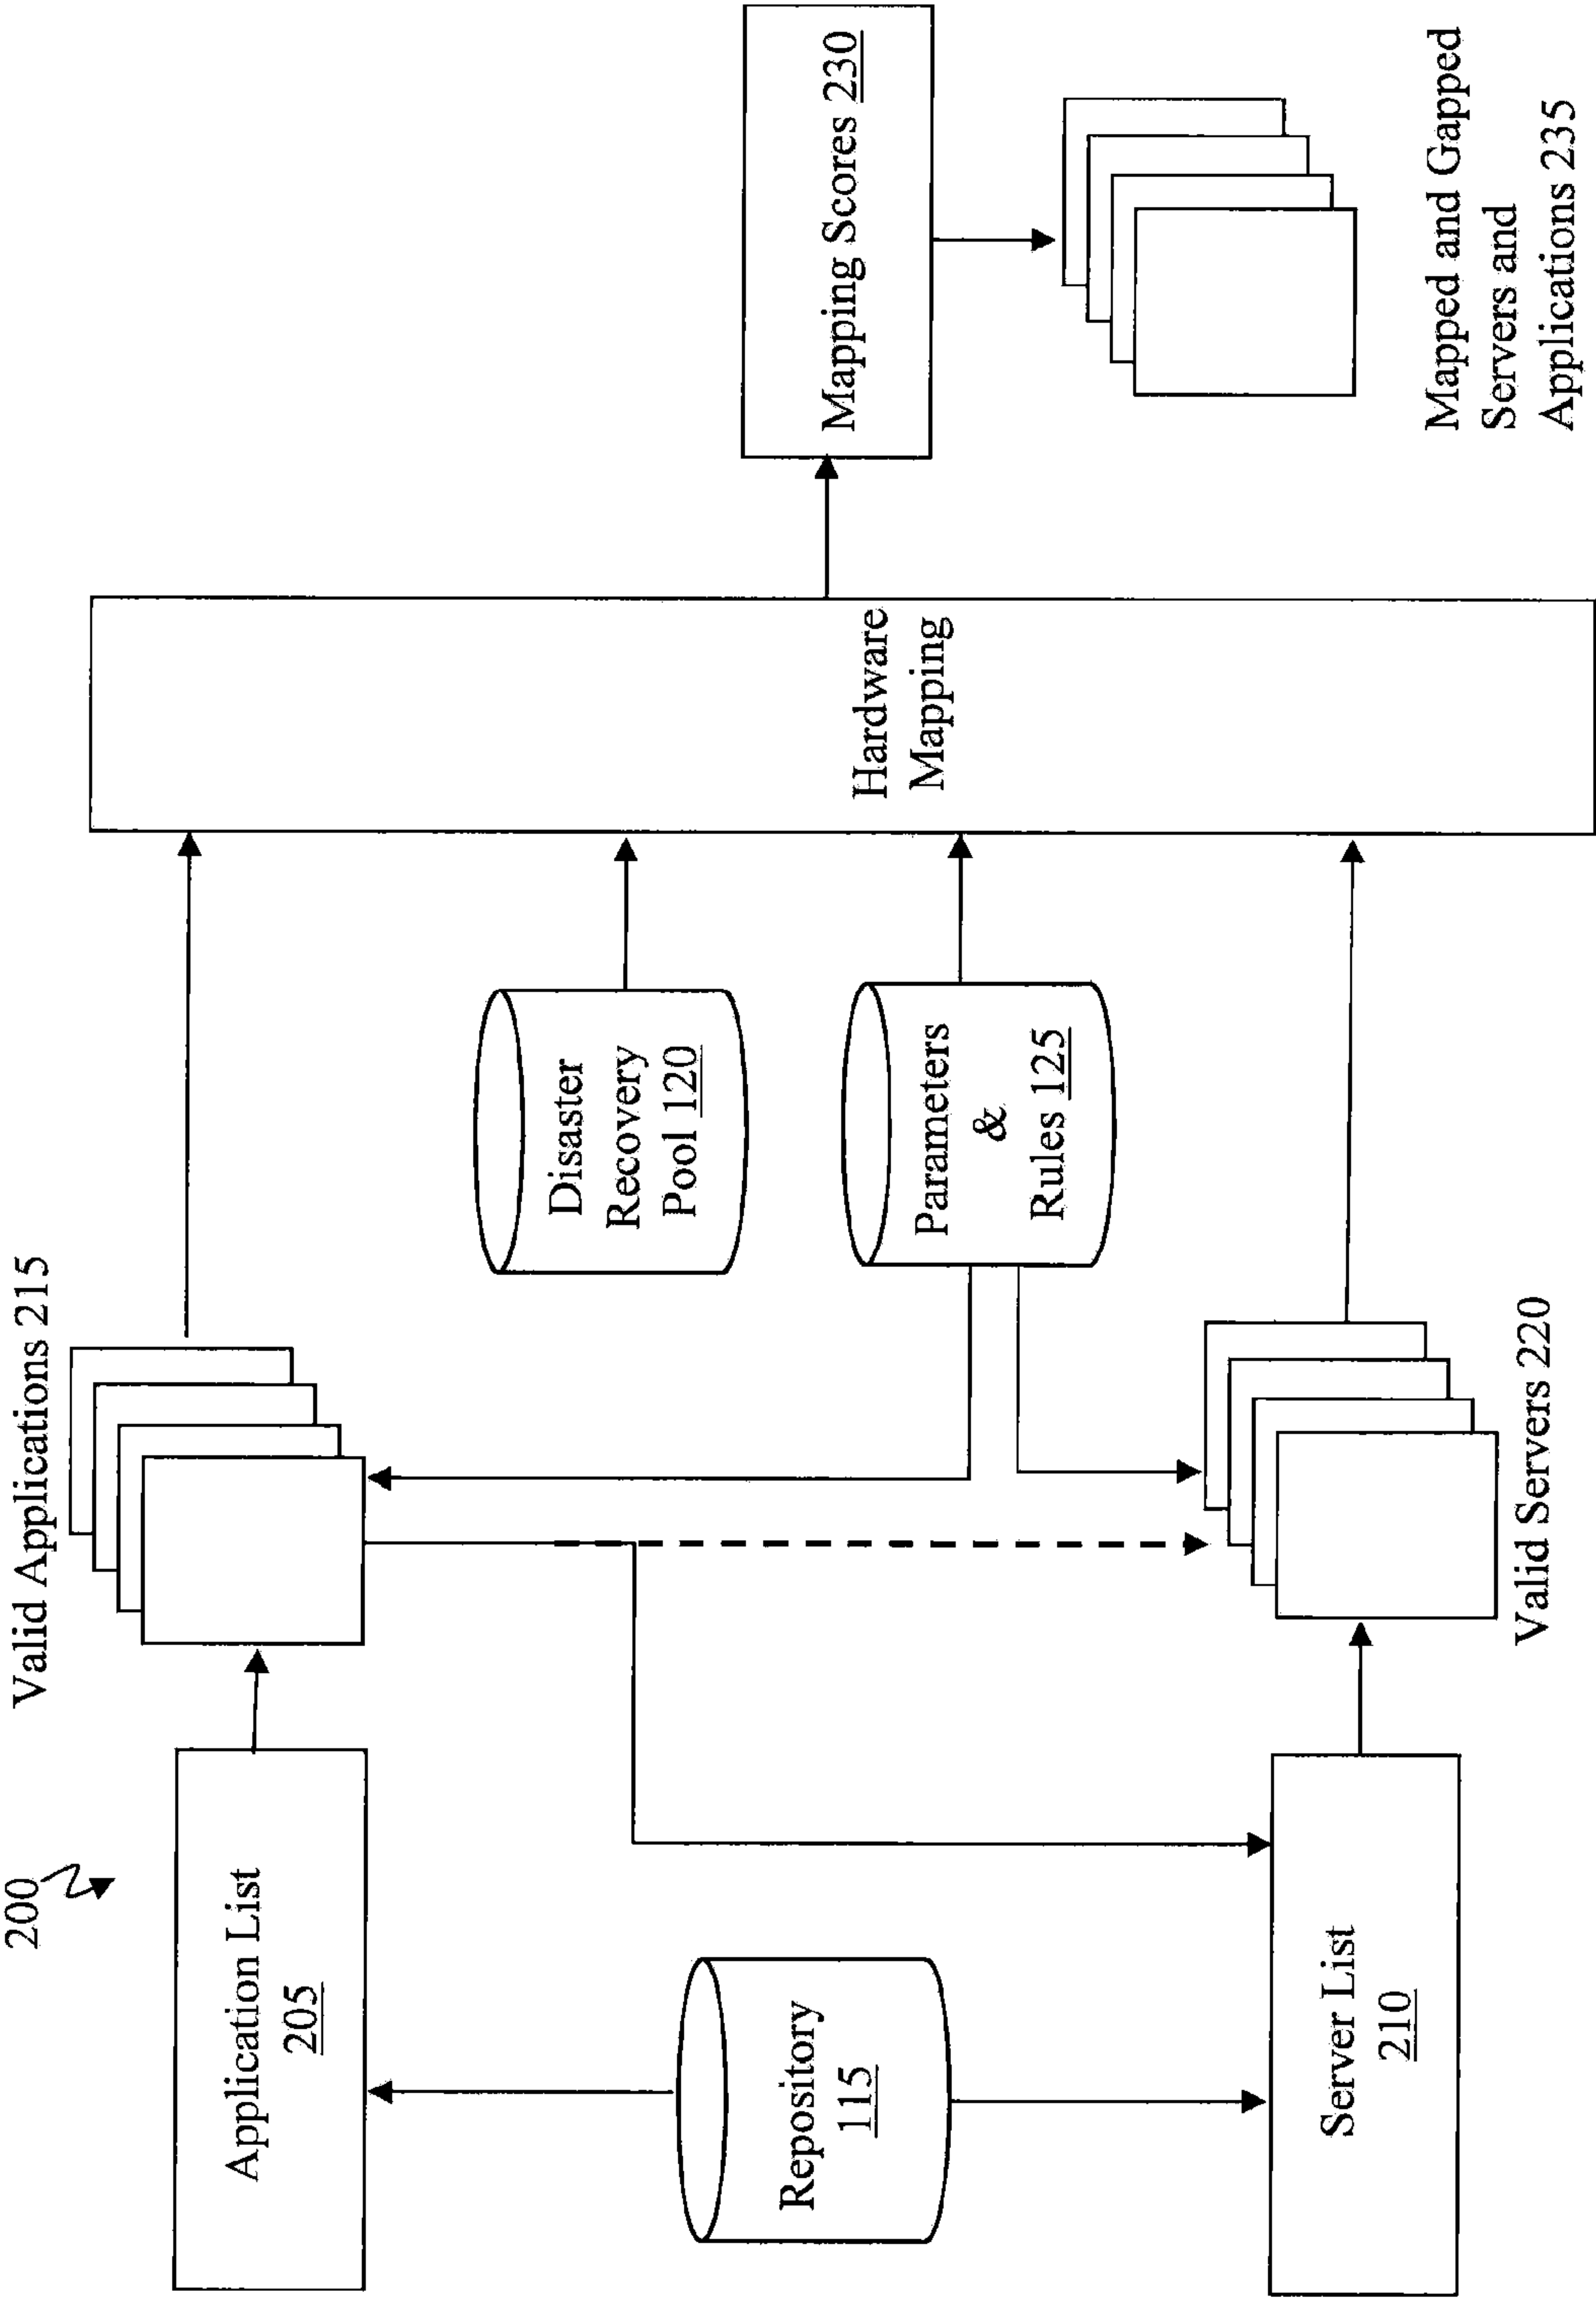 200
Application List
205
Valid Applications 215
Repository
115
Disaster
Recovery
Pool 120
Parameters
&
Rules 125
Server List
210
Valid Servers 220
Hardware
Mapping
Mapping Scores 230
Mapped and Gapped
Servers and
Applications 235